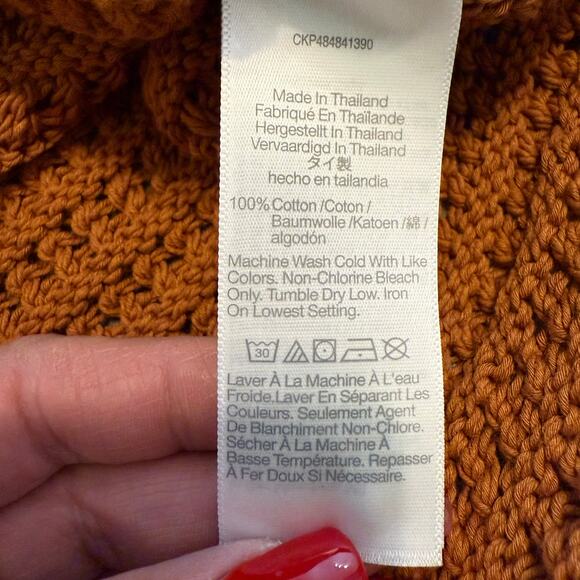 CKP484841390
Made In Thailand
Fabriqué En Thaïlande
Hergestellt In Thailand
Vervaardigd In Thailand
タイ製
hecho en tailandia
100% Cotton /Coton /
Baumwolle /Katoen /綿/
algodón
Machine Wash Cold With Like
Colors. Non-Chlorine Bleach
Only. Tumble Dry Low. Iron
On Lowest Setting.
30
Laver À La Machine À L'eau
Froide.Laver En Séparant Les
Couleurs. Seulement Agent
De Blanchiment Non-Chlore.
Sécher À La Machine À
Basse Température. Repasser
À Fer Doux Si Nécessaire.